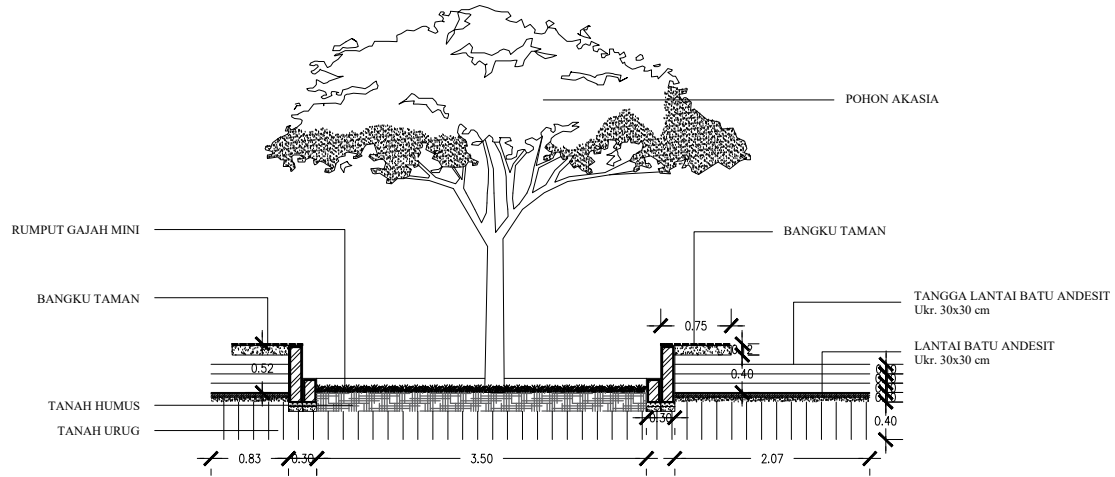 POHON AKASIA
RUMPUT GAJAH MINI
BANGKU TAMAN
BANGKU TAMAN
TANGGA LANTAI BATU ANDESIT
Ukr. 30x30 cm
0.75
LANTAI BATU ANDESIT
Ukr. 30x30 cm
0.52
0.40
TANAH HUMUS
0.30
0.40
TANAH URUG
0.83
0.30
3.50
2.07